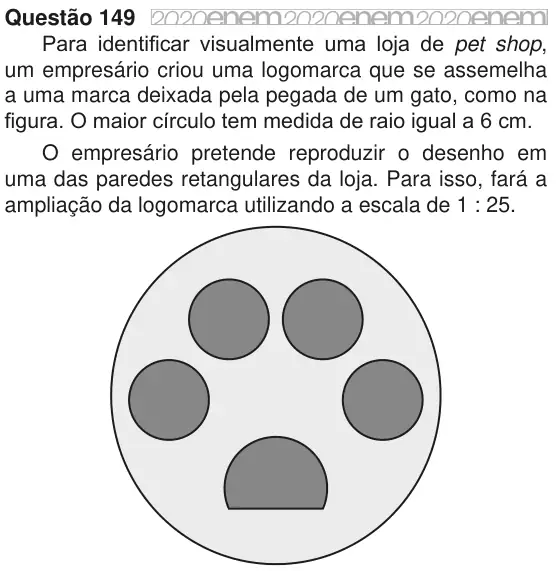 Questão 149 2020enem2020enem2020enem
Para identificar visualmente uma loja de pet shop,
um empresário criou uma logomarca que se assemelha
a uma marca deixada pela pegada de um gato, como na
figura. O maior círculo tem medida de raio igual a 6 cm.
O empresário pretende reproduzir o desenho em
uma das paredes retangulares da loja. Para isso, fará a
ampliação da logomarca utilizando a escala de 1 : 25.